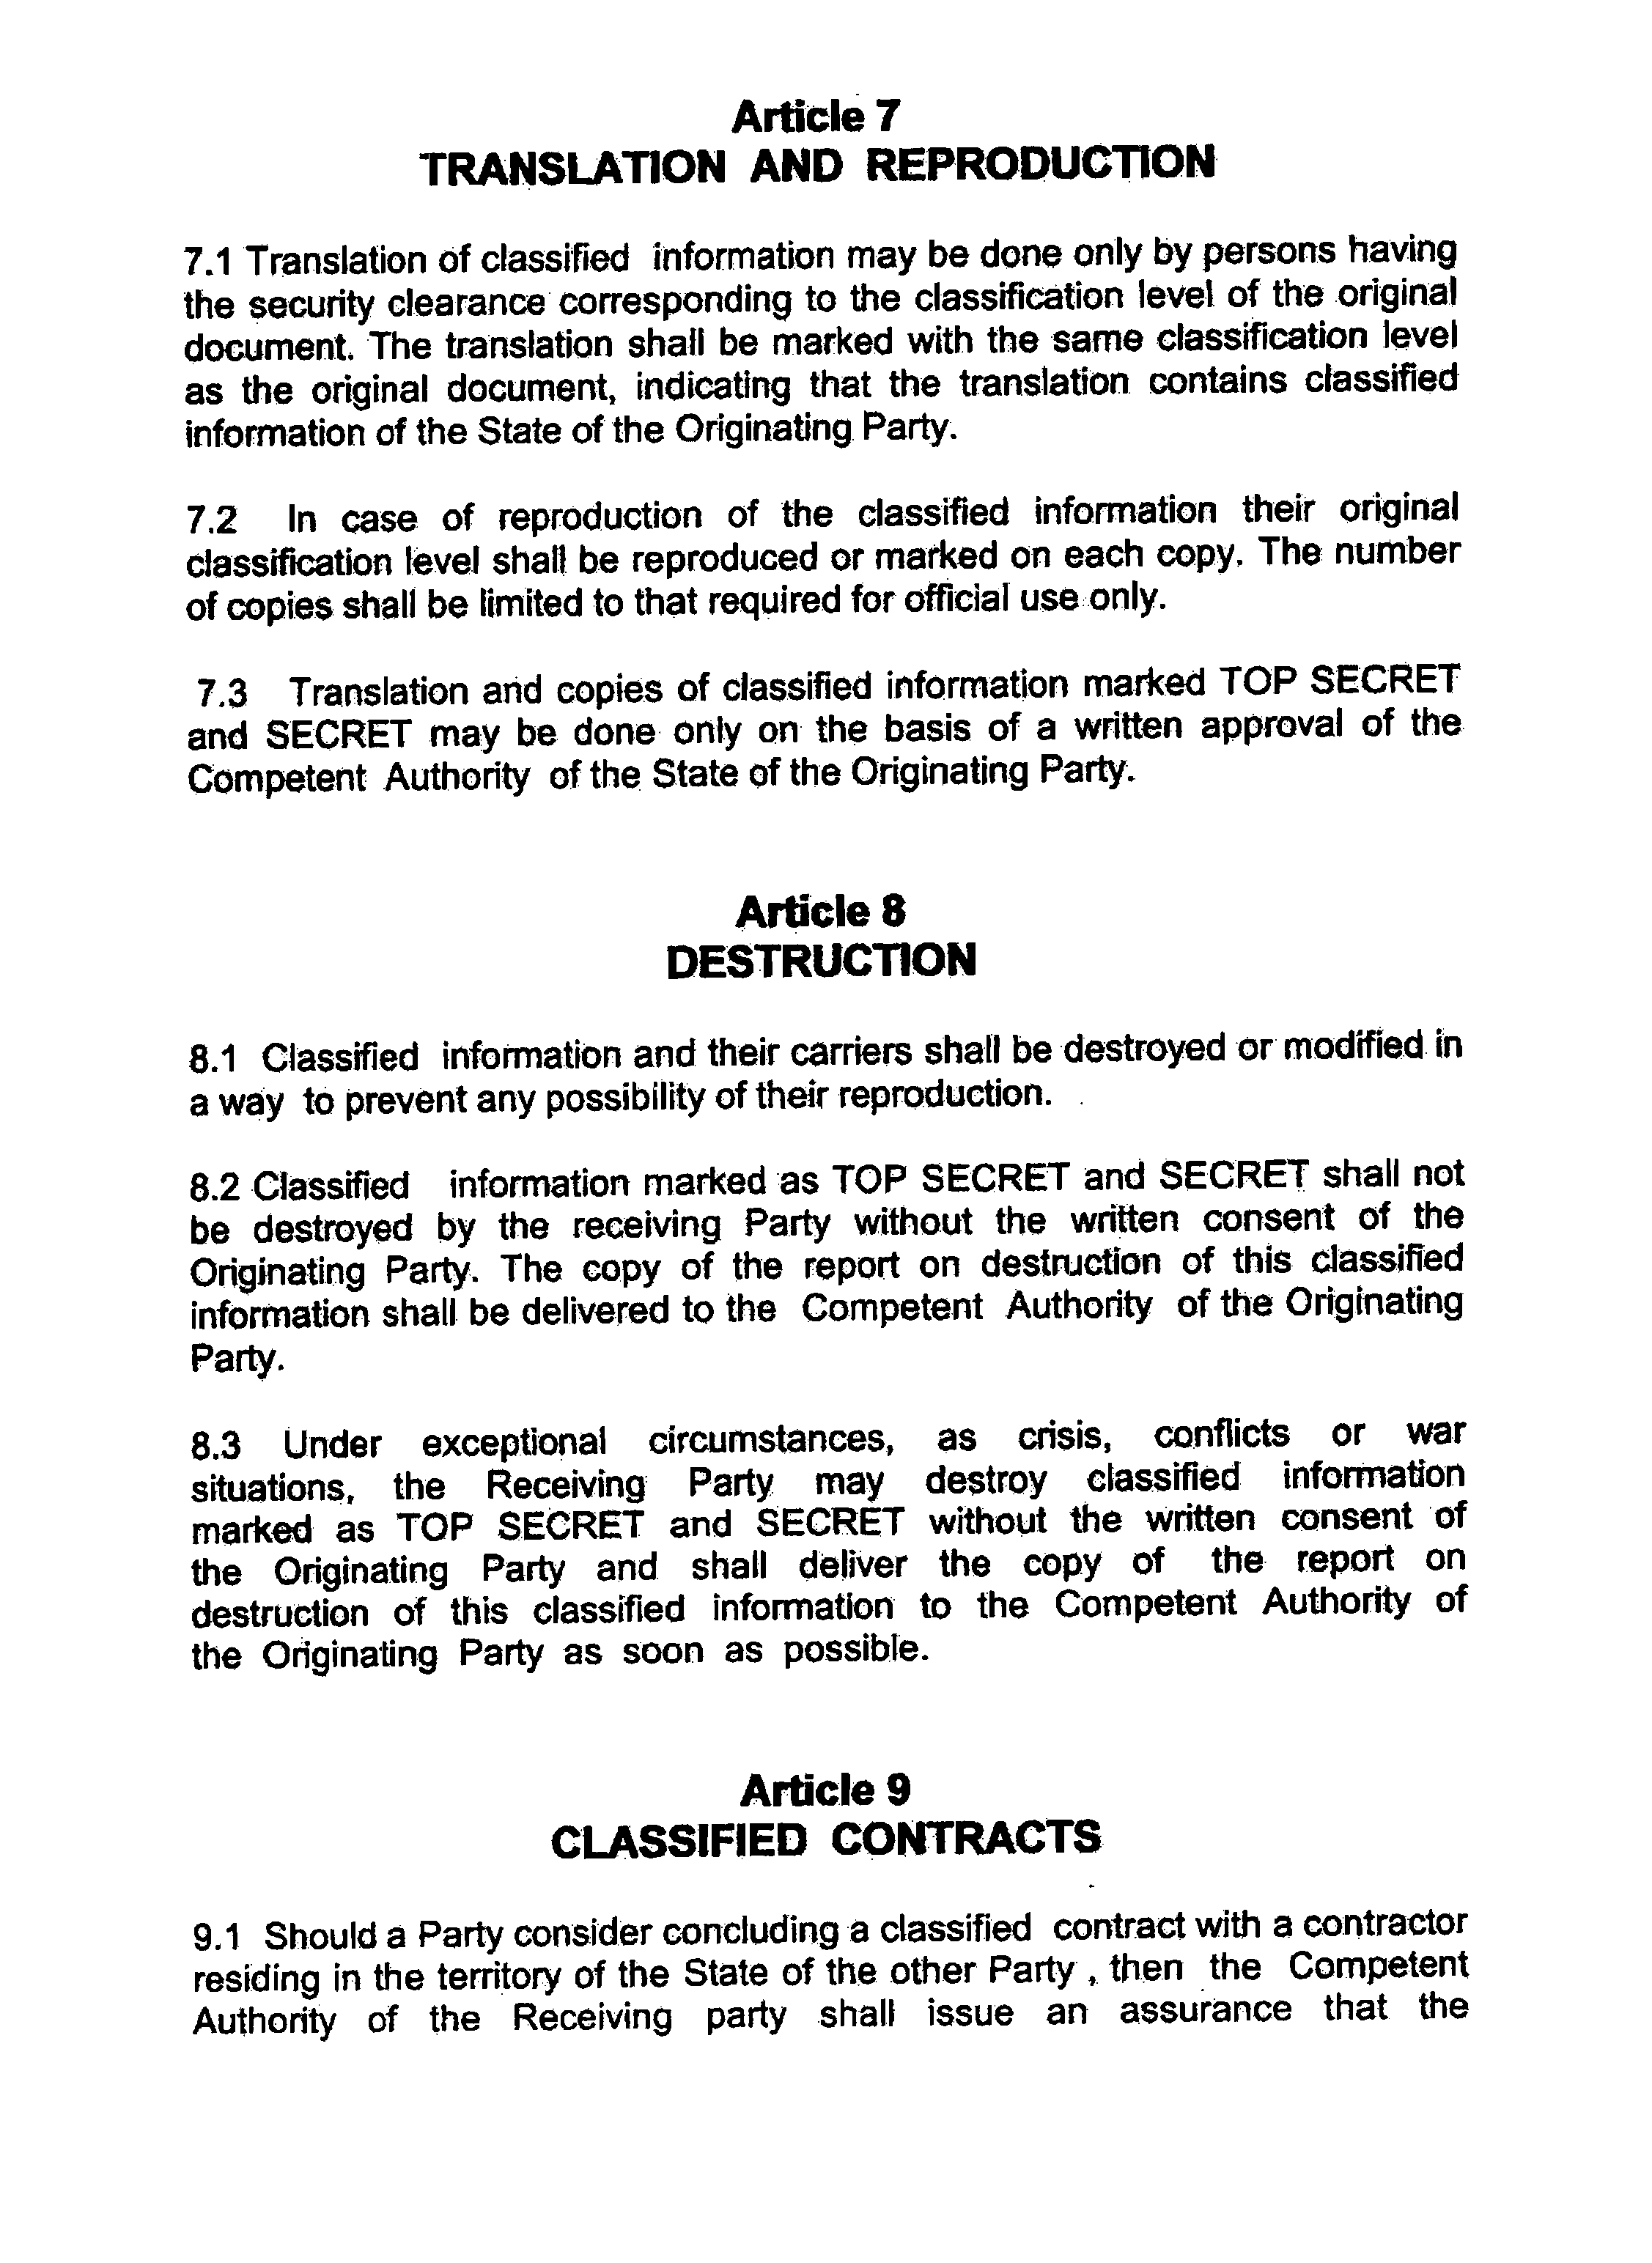 Article 7
TRANSLATION AND REPRODUCTION
7.1 Translation of classified information may be done only by persons having
the security clearance corresponding to the classification level of the original
document. The translation shall be marked with the same classification level
as the original document, indicating that the translation contains classified
information of the State of the Originating Party.
7.2 In case of reproduction of the classified information their original
classification level shall be reproduced or marked on each copy. The number
of copies shall be limited to that required for official use only.
7.3 Translation and copies of classified information marked TOP SECRET
and SECRET may be done only on the basis of a written approval of the
Competent Authority of the State of the Originating Party.
Article 8
DESTRUCTION
8.1 Classified information and their carriers shall be destroyed or modified in
a way to prevent any possibility of their reproduction.
8.2 Classified information marked as TOP SECRET and SECRET shall not
be destroyed by the receiving Party without the written consent of the
Originating Party. The copy of the report on destruction of this classified
information shall be delivered to the Competent Authority of the Originating
Party.
8.3 Under exceptional circumstances, as crisis, conflicts or war
situations, the Receiving Party may destroy classified information
marked as TOP SECRET and SECRET without the written consent of
the Originating Party and shall deliver the copy of the report on
destruction of this classified information to the Competent Authority of
the Originating Party as soon as possible.
Article 9
CLASSIFIED CONTRACTS
9.1 Should a Party consider concluding a classified contract with a contractor
residing in the territory of the State of the other Party , then the Competent
Authority of the Receiving party shall issue an assurance that the